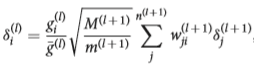 δ_i^{(l)} = \frac{g_i^{(l)}}{\bar{g}^{(l)}} \sqrt{\frac{M^{(l+1)}}{m^{(l+1)}}} \sum_j^{n^{(l+1)}} w_{ji}^{(l+1)} δ_j^{(l+1)},